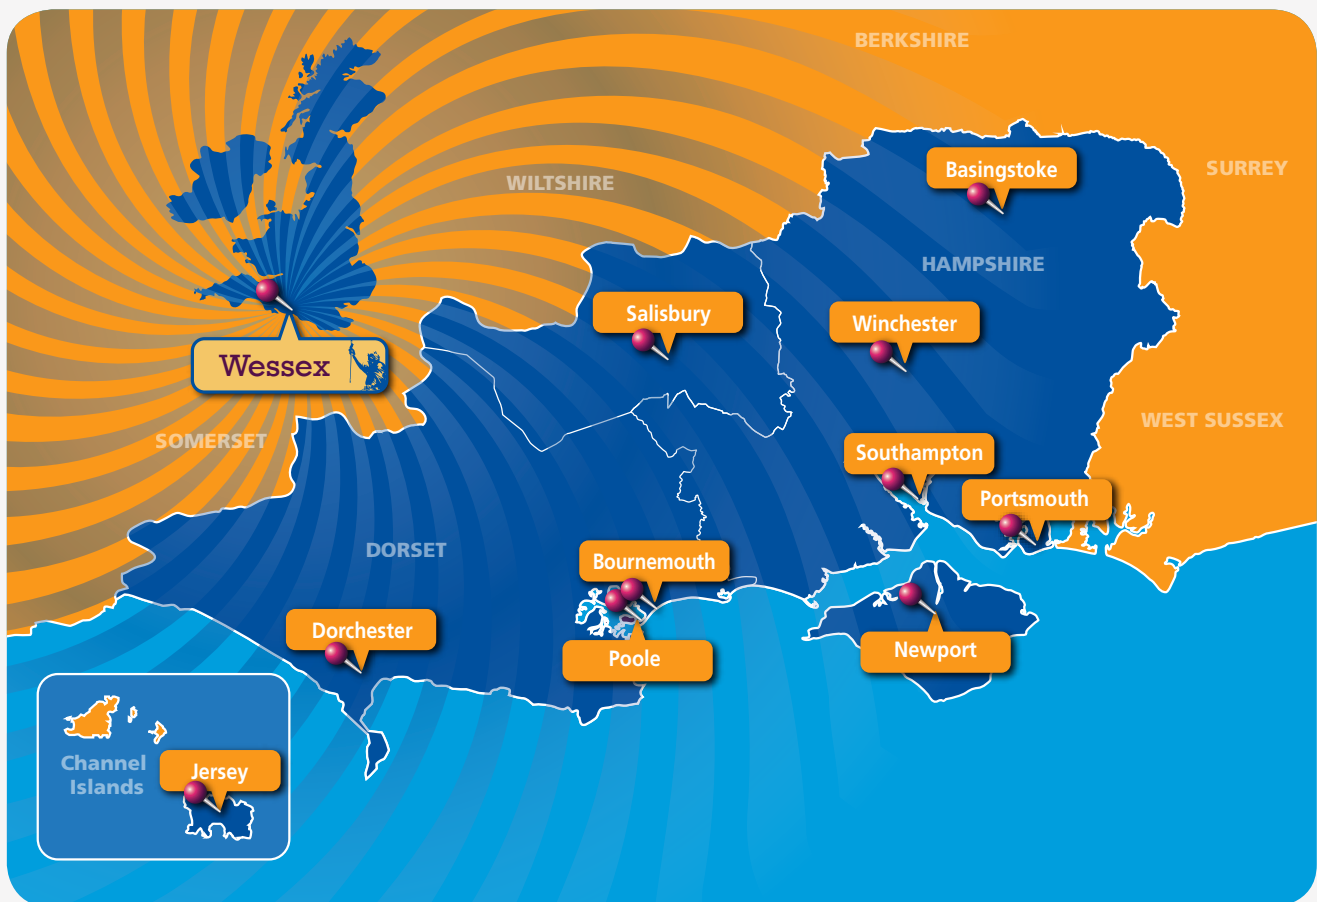 BERKSHIRE
Basingstoke
SURREY
WILTSHIRE
HAMPSHIRE
Salisbury
Winchester
Wessex
WEST SUSSEX
SOMERSET
Southampton
Portsmouth
DORSET
Bournemouth
Dorchester
Poole
Newport
Channel
Islands
Jersey